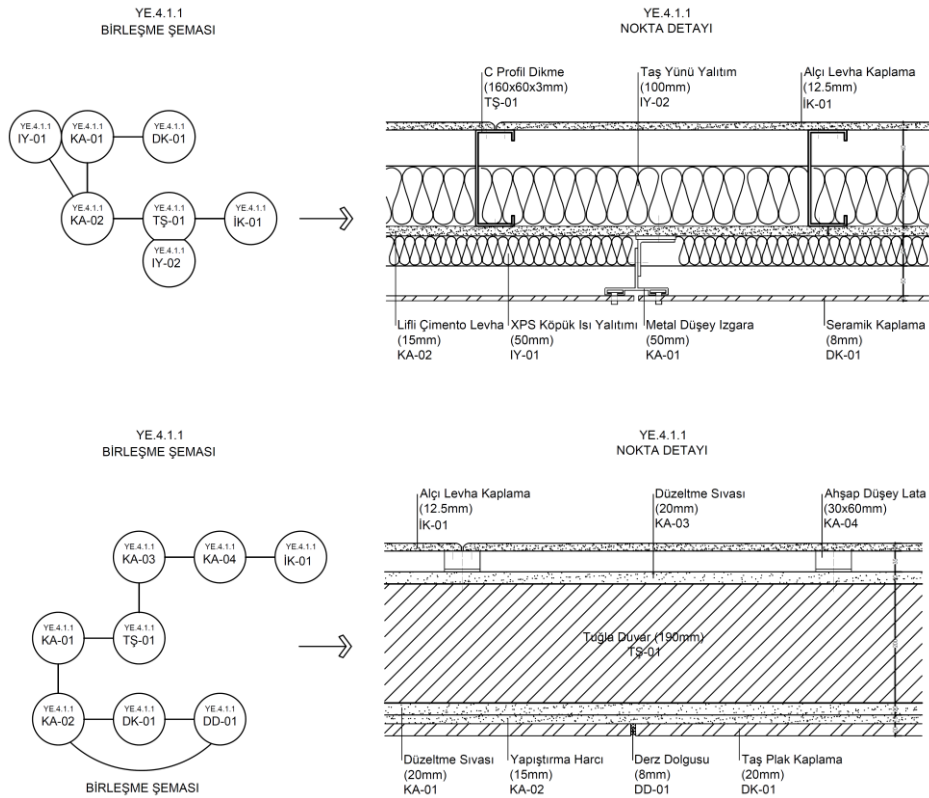 YE.4.1.1
BİRLEŞME ŞEMASI
YE.4.1.1
NOKTA DETAYI
YE.4.1.1
IY-01
YE.4.1.1
KA-01
YE.4.1.1
DK-01
YE.4.1.1
KA-02
YE.4.1.1
TŞ-01
YE.4.1.1
İK-01
YE.4.1.1
IY-02
C Profil Dikme
(160x60x3mm)
TŞ-01
Taş Yünü Yalıtım
(100mm)
IY-02
Alçı Levha Kaplama
(12.5mm)
İK-01
Lifli Çimento Levha
(15mm)
KA-02
XPS Köpük Isı Yalıtımı
(50mm)
IY-01
Metal Düşey Izgara
(50mm)
KA-01
Seramik Kaplama
(8mm)
DK-01
YE.4.1.1
BİRLEŞME ŞEMASI
YE.4.1.1
NOKTA DETAYI
YE.4.1.1
KA-03
YE.4.1.1
KA-04
YE.4.1.1
İK-01
YE.4.1.1
KA-01
YE.4.1.1
TŞ-01
YE.4.1.1
KA-02
YE.4.1.1
DK-01
YE.4.1.1
DD-01
BİRLEŞME ŞEMASI
Alçı Levha Kaplama
(12.5mm)
İK-01
Düzeltme Sıvası
(20mm)
KA-03
Ahşap Düşey Lata
(30x60mm)
KA-04
Tuğla Duvar (190mm)
TŞ-01
Düzeltme Sıvası
(20mm)
KA-01
Yapıştırma Harcı
(15mm)
KA-02
Derz Dolgusu
(8mm)
DD-01
Taş Plak Kaplama
(20mm)
DK-01